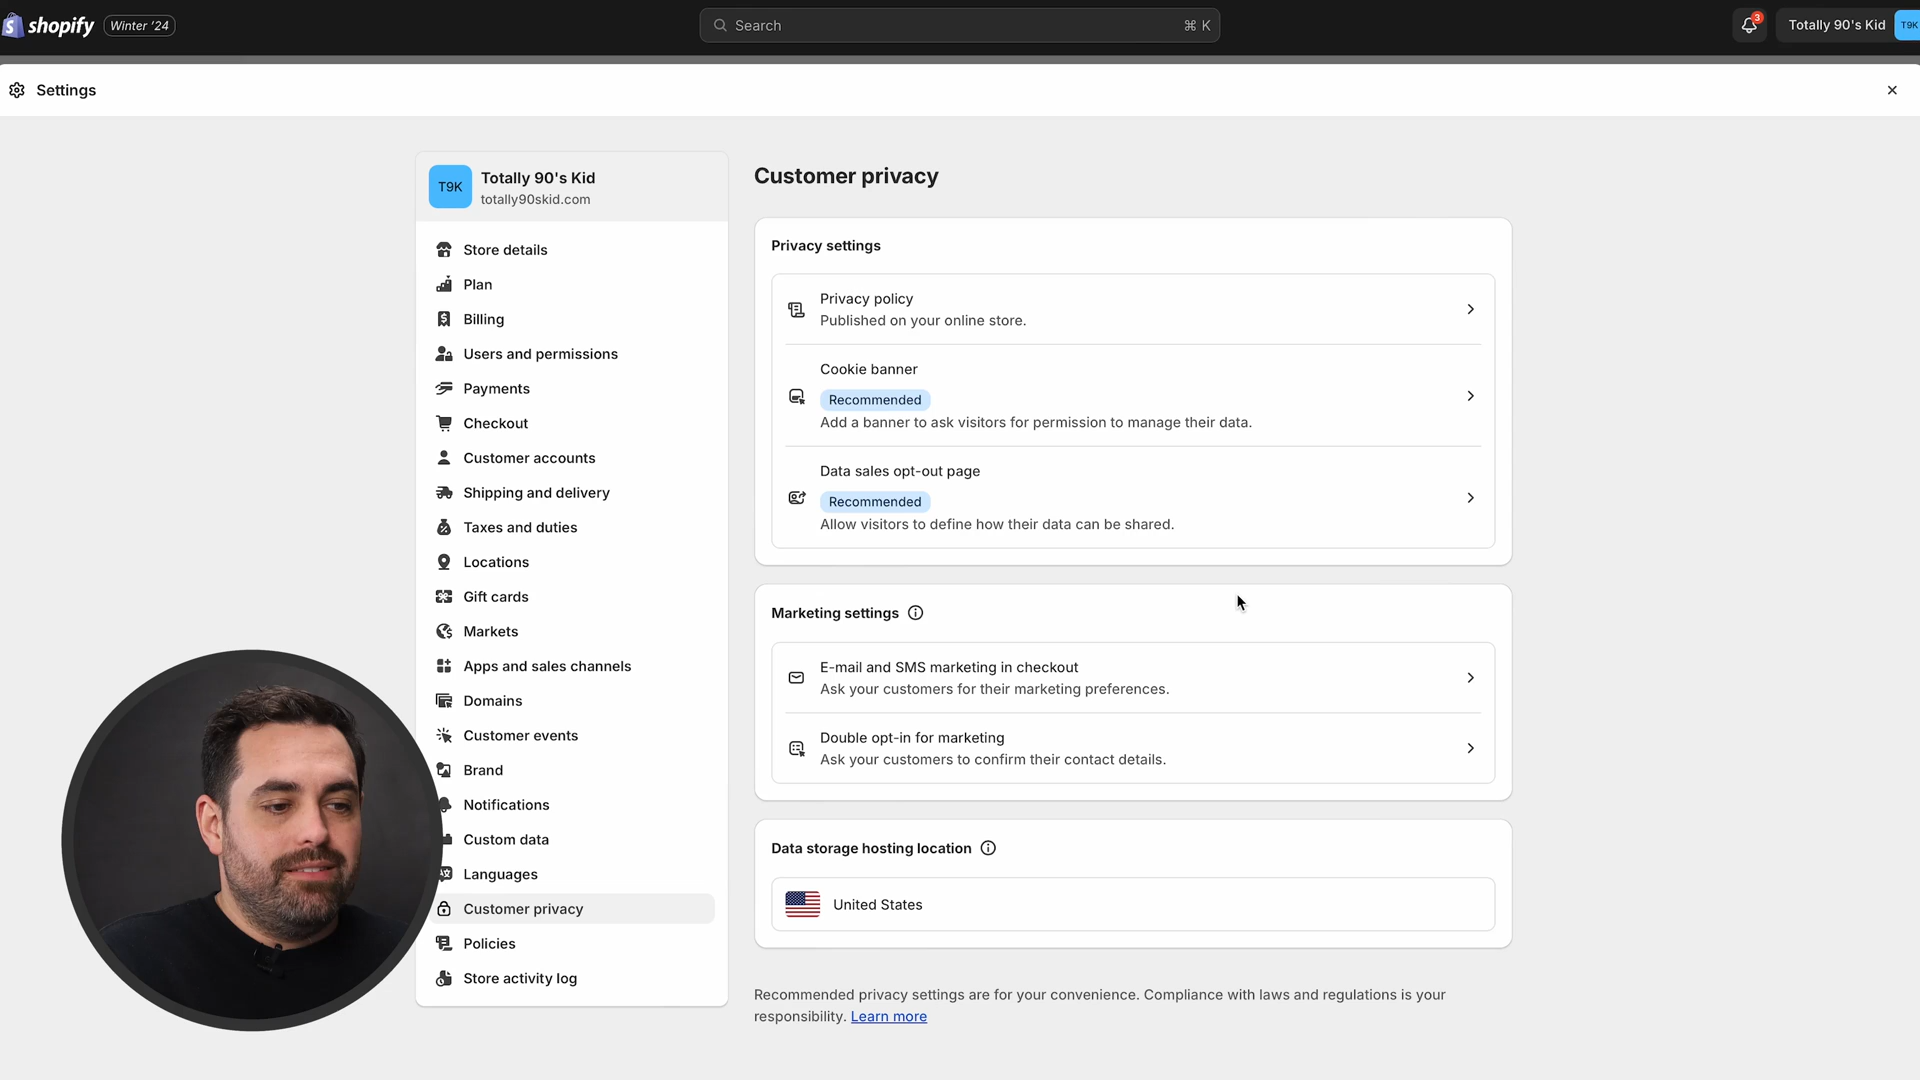 shopify Winter '24 Search ⌘ K 3 Totally 90's Kid T9K
Settings
T9K Totally 90's Kid
totally90skid.com
Store details
Plan
Billing
Users and permissions
Payments
Checkout
Customer accounts
Shipping and delivery
Taxes and duties
Locations
Gift cards
Markets
Apps and sales channels
Domains
Customer events
Brand
Notifications
Custom data
Languages
Customer privacy
Policies
Store activity log
Customer privacy
Privacy settings
Privacy policy
Published on your online store.
Cookie banner
Recommended
Add a banner to ask visitors for permission to manage their data.
Data sales opt-out page
Recommended
Allow visitors to define how their data can be shared.
Marketing settings
E-mail and SMS marketing in checkout
Ask your customers for their marketing preferences.
Double opt-in for marketing
Ask your customers to confirm their contact details.
Data storage hosting location
United States
Recommended privacy settings are for your convenience. Compliance with laws and regulations is your
responsibility. Learn more